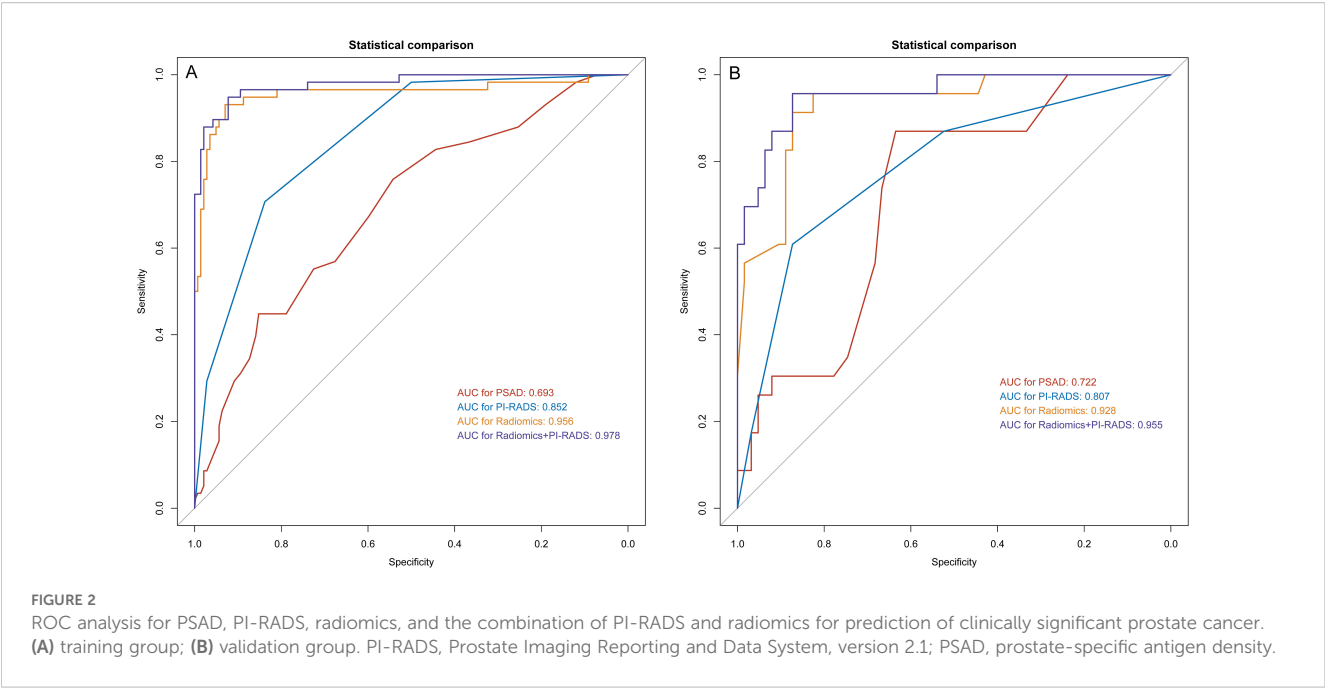 Statistical comparison
A
1.0
0.8
0.6
0.4
0.2
0.0
Sensitivity
AUC for PSAD: 0.693
AUC for PI-RADS: 0.852
AUC for Radiomics: 0.956
AUC for Radiomics+PI-RADS: 0.978
1.0 0.8 0.6 0.4 0.2 0.0
Specificity
Statistical comparison
B
1.0
0.8
0.6
0.4
0.2
0.0
Sensitivity
AUC for PSAD: 0.722
AUC for PI-RADS: 0.807
AUC for Radiomics: 0.928
AUC for Radiomics+PI-RADS: 0.955
1.0 0.8 0.6 0.4 0.2 0.0
Specificity
FIGURE 2
ROC analysis for PSAD, PI-RADS, radiomics, and the combination of PI-RADS and radiomics for prediction of clinically significant prostate cancer.
(A) training group; (B) validation group. PI-RADS, Prostate Imaging Reporting and Data System, version 2.1; PSAD, prostate-specific antigen density.